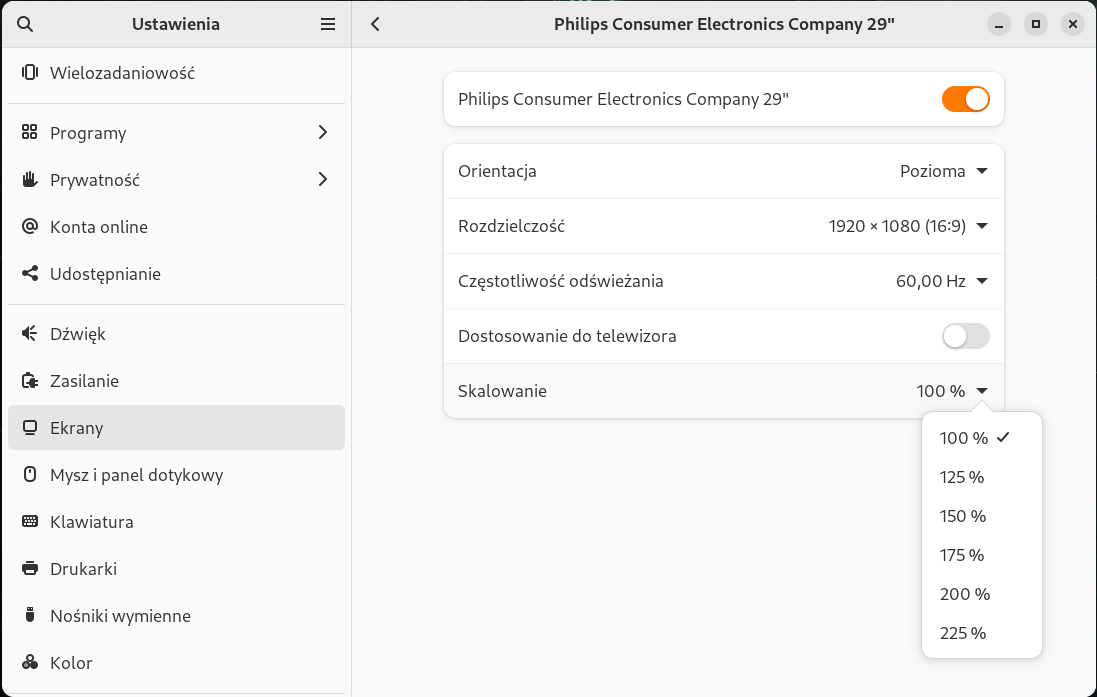 Ustawienia
Wielozadaniowość
Programy
Prywatność
Konta online
Udostępnianie
Dźwięk
Zasilanie
Ekrany
Mysz i panel dotykowy
Klawiatura
Drukarki
Nośniki wymienne
Kolor
Philips Consumer Electronics Company 29"
Philips Consumer Electronics Company 29"
Orientacja Pozioma
Rozdzielczość 1920 × 1080 (16∶9)
Częstotliwość odświeżania 60,00 Hz
Dostosowanie do telewizora
Skalowanie 100 %
100 %
125 %
150 %
175 %
200 %
225 %